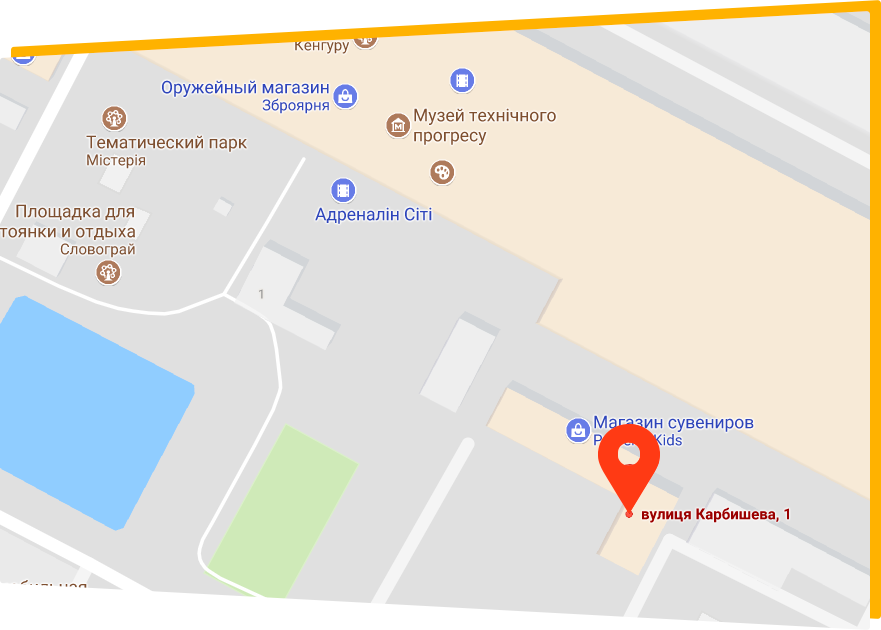 Кенгуру
Оружейный магазин
Зброярня
Музей технічного
прогресу
Тематический парк
Містерія
Адреналін Сіті
Площадка для
тоянки и отдыха
Словограй
1
Магазин сувениров
Kids
вулиця Карбишева, 1